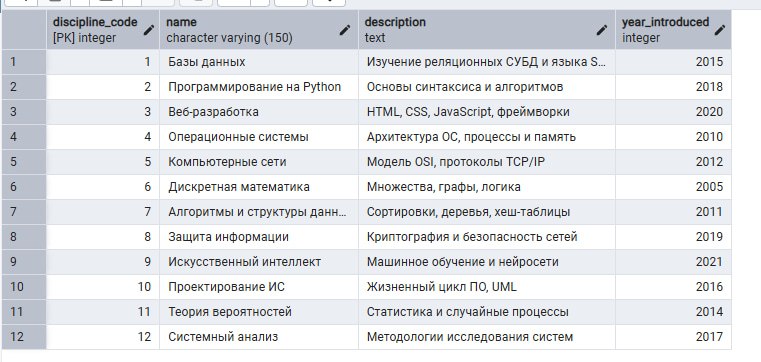 discipline_code name description year_introduced
[PK] integer character varying (150) text integer
1 1 Базы данных Изучение реляционных СУБД и языка S... 2015
2 2 Программирование на Python Основы синтаксиса и алгоритмов 2018
3 3 Веб-разработка HTML, CSS, JavaScript, фреймворки 2020
4 4 Операционные системы Архитектура ОС, процессы и память 2010
5 5 Компьютерные сети Модель OSI, протоколы TCP/IP 2012
6 6 Дискретная математика Множества, графы, логика 2005
7 7 Алгоритмы и структуры данн... Сортировки, деревья, хеш-таблицы 2011
8 8 Защита информации Криптография и безопасность сетей 2019
9 9 Искусственный интеллект Машинное обучение и нейросети 2021
10 10 Проектирование ИС Жизненный цикл ПО, UML 2016
11 11 Теория вероятностей Статистика и случайные процессы 2014
12 12 Системный анализ Методологии исследования систем 2017